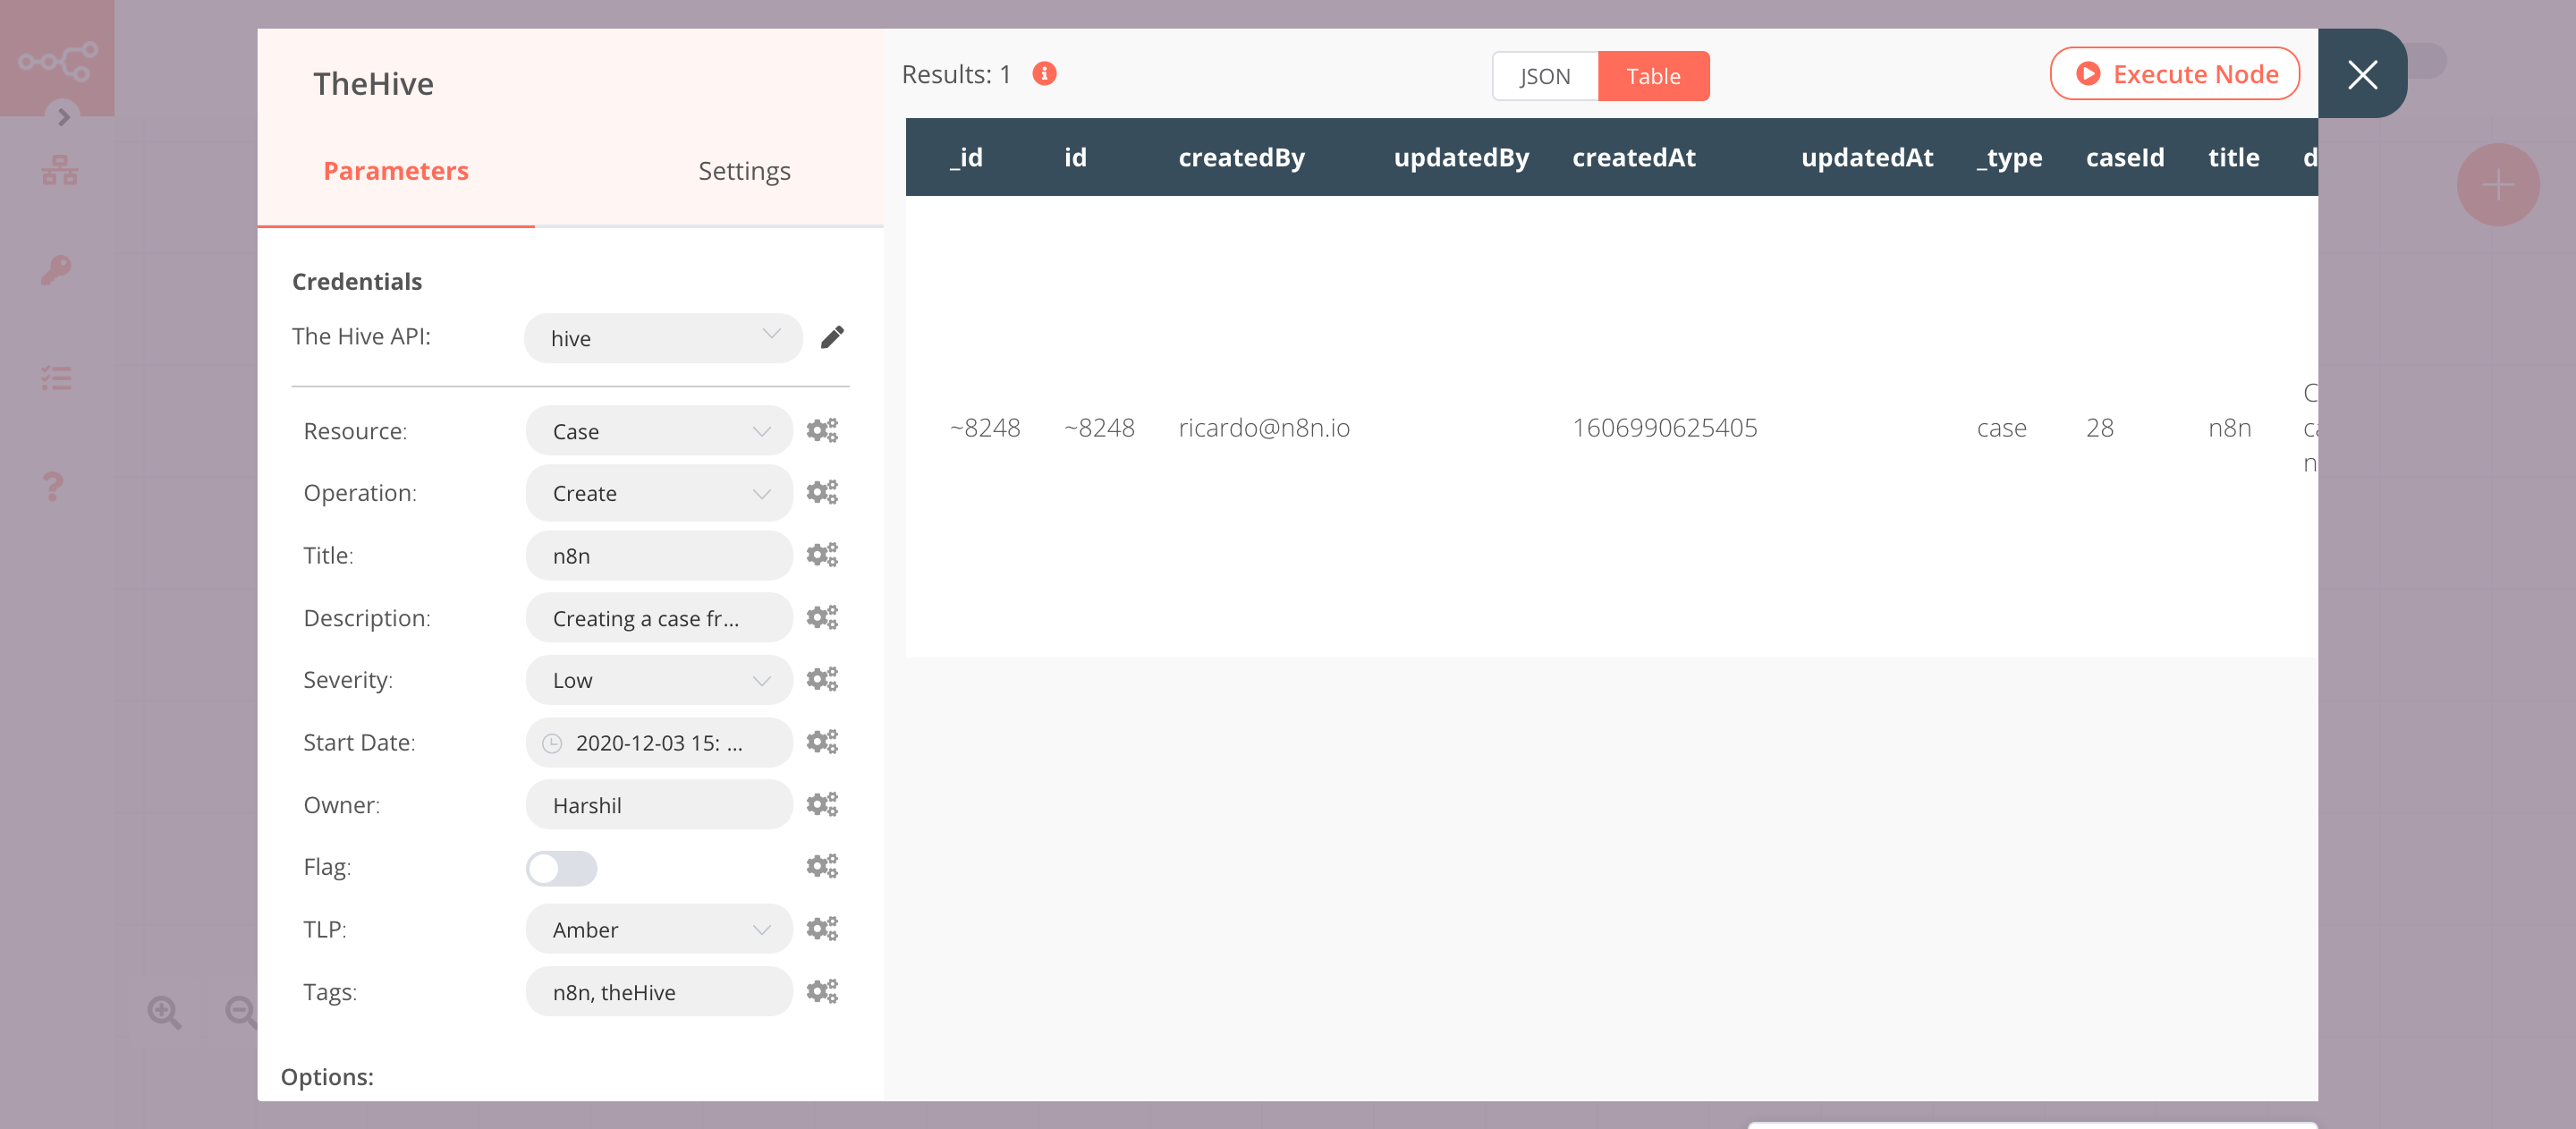 TheHive
Parameters Settings
Credentials
The Hive API: hive
Resource: Case
Operation: Create
Title: n8n
Description: Creating a case fr...
Severity: Low
Start Date: 2020-12-03 15: ...
Owner: Harshil
Flag:
TLP: Amber
Tags: n8n, theHive
Options:
Results: 1 JSON Table Execute Node
_id id createdBy updatedBy createdAt updatedAt _type caseId title
~8248 ~8248 ricardo@n8n.io 1606990625405 case 28 n8n